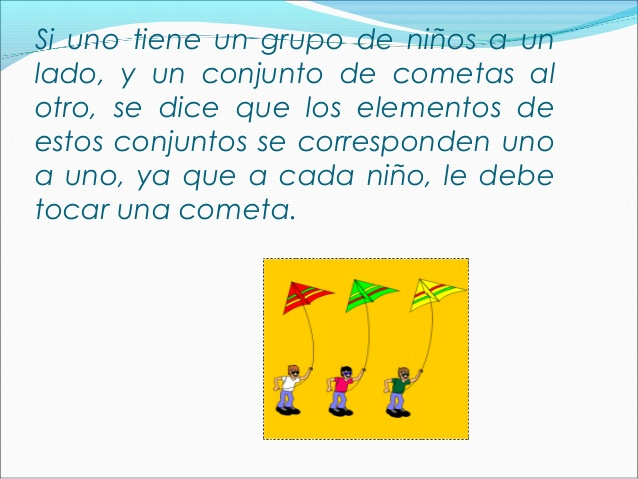 Si uno tiene un grupo de niños a un
lado, y un conjunto de cometas al
otro, se dice que los elementos de
estos conjuntos se corresponden uno
a uno, ya que a cada niño, le debe
tocar una cometa.